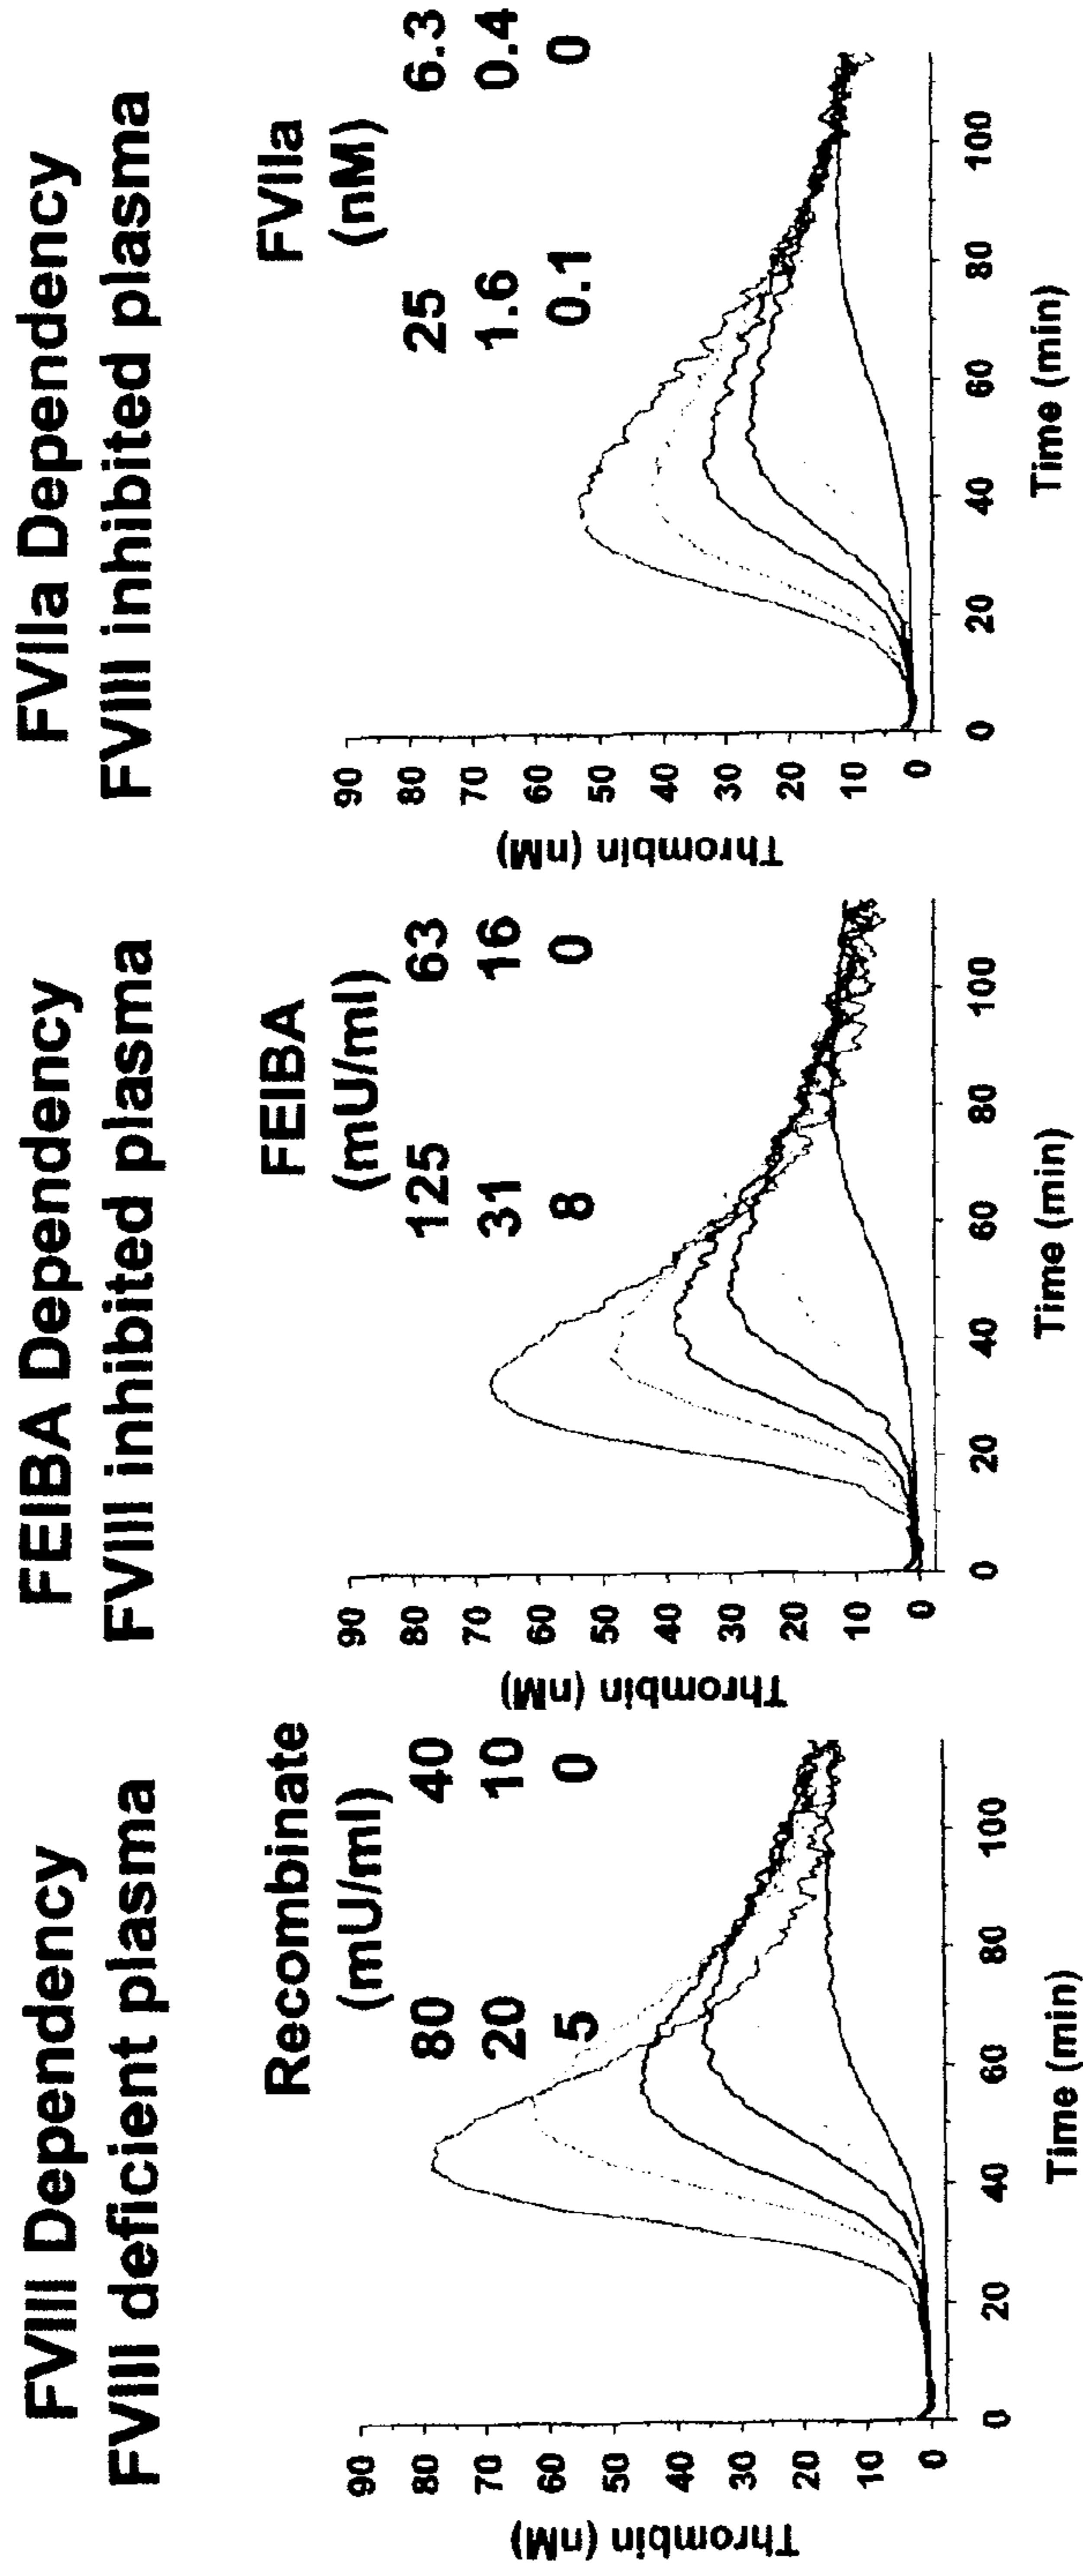 FVIII Dependency
FVIII deficient plasma
Recombinate
(mU/ml)
80 40
20 10
5 0
Thrombin (nM)
90
80
70
60
50
40
30
20
10
0
0 20 40 60 80 100
Time (min)
FEIBA Dependency
FVIII inhibited plasma
FEIBA
(mU/ml)
125 63
31 16
8 0
Thrombin (nM)
90
80
70
60
50
40
30
20
10
0
0 20 40 60 80 100
Time (min)
FVIIa Dependency
FVIII inhibited plasma
FVIIa
(nM)
25 6.3
1.6 0.4
0.1 0
Thrombin (nM)
90
80
70
60
50
40
30
20
10
0
0 20 40 60 80 100
Time (min)